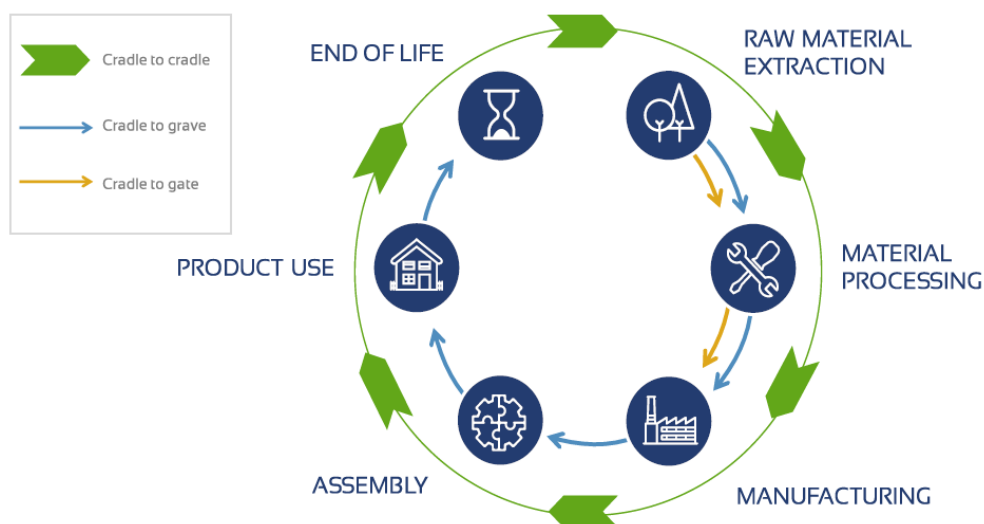 Cradle to cradle
Cradle to grave
Cradle to gate
END OF LIFE
RAW MATERIAL
EXTRACTION
PRODUCT USE
MATERIAL
PROCESSING
ASSEMBLY
MANUFACTURING